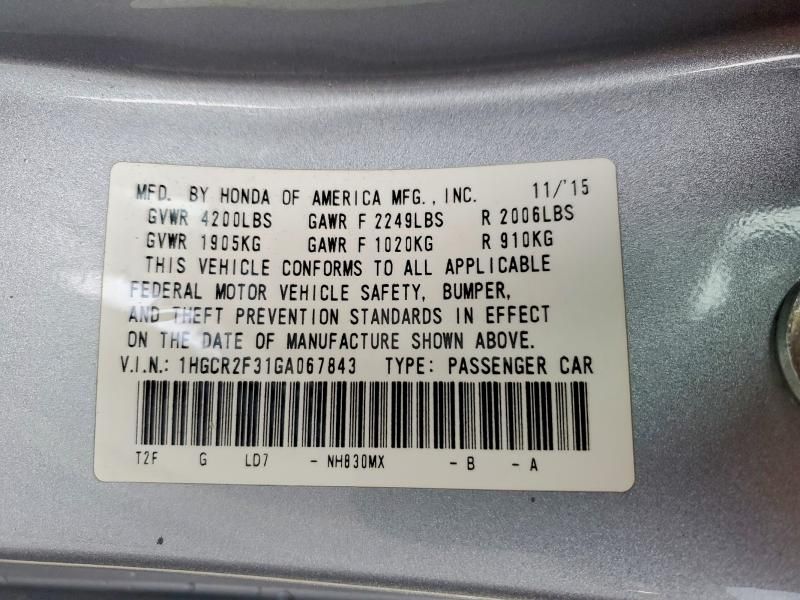 MFD. BY HONDA OF AMERICA MFG., INC. 11/'15
GVWR 4200LBS GAWR F 2249LBS R 2006LBS
GVWR 1905KG GAWR F 1020KG R 910KG
THIS VEHICLE CONFORMS TO ALL APPLICABLE
FEDERAL MOTOR VEHICLE SAFETY, BUMPER,
AND THEFT PREVENTION STANDARDS IN EFFECT
ON THE DATE OF MANUFACTURE SHOWN ABOVE.
V.I.N.: 1HGCR2F31GA067843 TYPE: PASSENGER CAR
T2F G LD7 - NH830MX - B - A